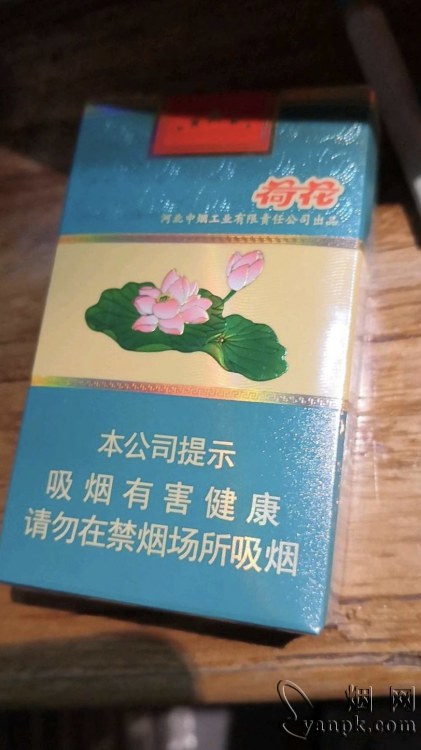 荷花
河北中烟工业有限责任公司出品
本公司提示
吸烟有害健康
请勿在禁烟场所吸烟
烟网
yanpk.com